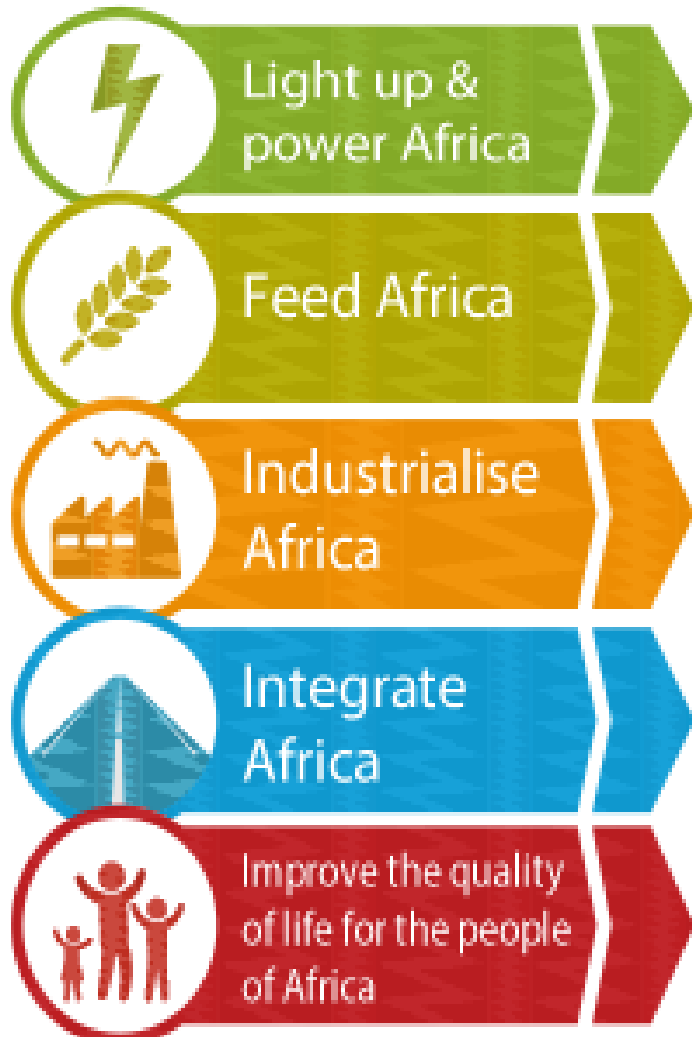 Light up &
power Africa
Feed Africa
Industrialise
Africa
Integrate
Africa
Improve the quality
of life for the people
of Africa